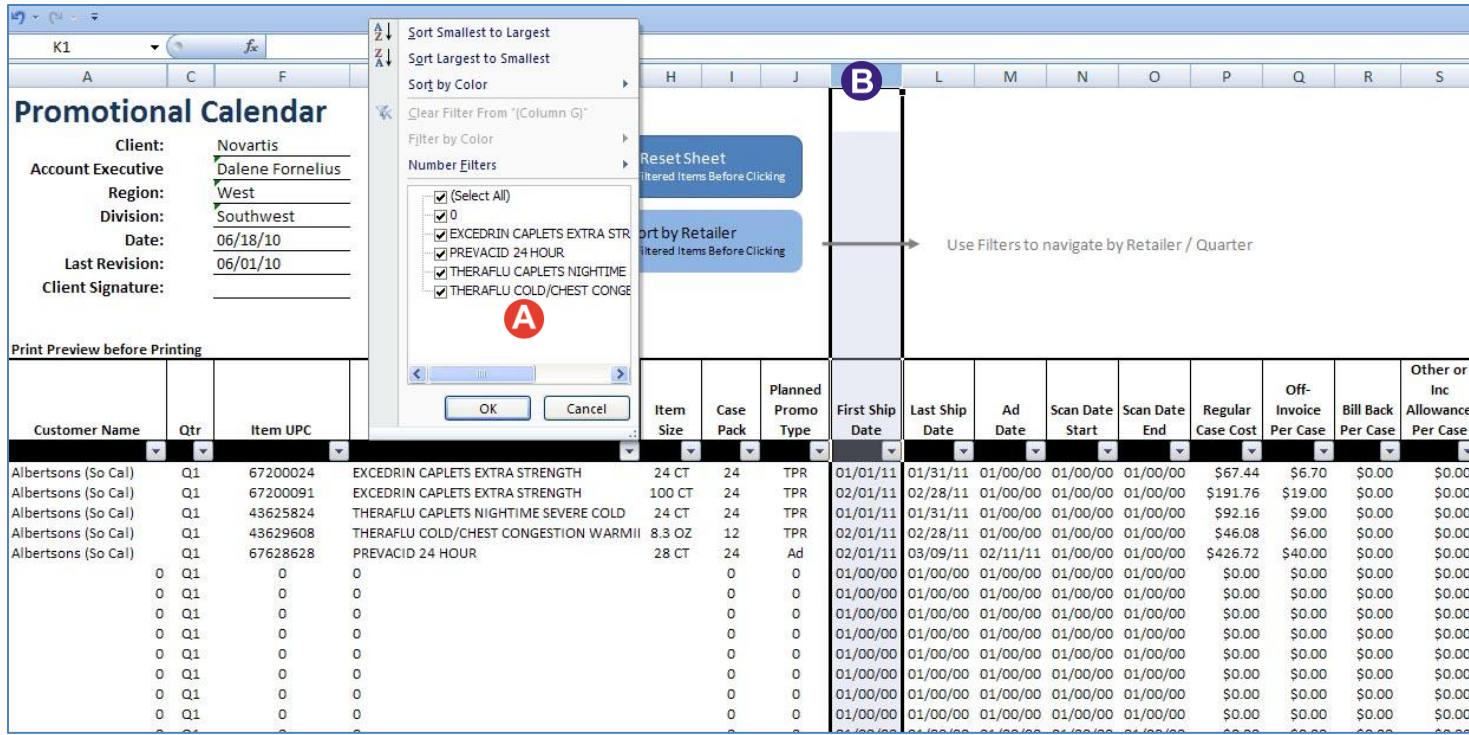 K1 fx
A C F H I J B L M N O P Q R S
Promotional Calendar
Client: Novartis
Account Executive Dalene Fornelius
Region: West
Division: Southwest
Date: 06/18/10
Last Revision: 06/01/10
Client Signature:
Print Preview before Printing
Sort Smallest to Largest
Sort Largest to Smallest
Sort by Color
Clear Filter From "(Column G)"
Filter by Color
Number Filters
(Select All)
0
EXCEDRIN CAPLETS EXTRA STR
PREVACID 24 HOUR
THERAFLU CAPLETS NIGHTIME
THERAFLU COLD/CHEST CONGE
A
OK Cancel
Reset Sheet
iltered Items Before Clicking
ort by Retailer
iltered Items Before Clicking
Use Filters to navigate by Retailer / Quarter
Customer Name Qtr Item UPC Item Size Case Pack Planned Promo Type First Ship Date Last Ship Date Ad Date Scan Date Start Scan Date End Regular Case Cost Off-Invoice Per Case Bill Back Per Case Other or Inc Allowance Per Case
Albertsons (So Cal) Q1 67200024 EXCEDRIN CAPLETS EXTRA STRENGTH 24 CT 24 TPR 01/01/11 01/31/11 01/00/00 01/00/00 01/00/00 $67.44 $6.70 $0.00 $0.00
Albertsons (So Cal) Q1 67200091 EXCEDRIN CAPLETS EXTRA STRENGTH 100 CT 24 TPR 02/01/11 02/28/11 01/00/00 01/00/00 01/00/00 $191.76 $19.00 $0.00 $0.00
Albertsons (So Cal) Q1 43625824 THERAFLU CAPLETS NIGHTIME SEVERE COLD 24 CT 24 TPR 01/01/11 01/31/11 01/00/00 01/00/00 01/00/00 $92.16 $9.00 $0.00 $0.00
Albertsons (So Cal) Q1 43629608 THERAFLU COLD/CHEST CONGESTION WARMII 8.3 OZ 12 TPR 02/01/11 02/28/11 01/00/00 01/00/00 01/00/00 $46.08 $6.00 $0.00 $0.00
Albertsons (So Cal) Q1 67628628 PREVACID 24 HOUR 28 CT 24 Ad 02/01/11 03/09/11 02/11/11 01/00/00 01/00/00 $426.72 $40.00 $0.00 $0.00
0 Q1 0 0 0 0 01/00/00 01/00/00 01/00/00 01/00/00 01/00/00 $0.00 $0.00 $0.00 $0.00
0 Q1 0 0 0 0 01/00/00 01/00/00 01/00/00 01/00/00 01/00/00 $0.00 $0.00 $0.00 $0.00
0 Q1 0 0 0 0 01/00/00 01/00/00 01/00/00 01/00/00 01/00/00 $0.00 $0.00 $0.00 $0.00
0 Q1 0 0 0 0 01/00/00 01/00/00 01/00/00 01/00/00 01/00/00 $0.00 $0.00 $0.00 $0.00
0 Q1 0 0 0 0 01/00/00 01/00/00 01/00/00 01/00/00 01/00/00 $0.00 $0.00 $0.00 $0.00
0 Q1 0 0 0 0 01/00/00 01/00/00 01/00/00 01/00/00 01/00/00 $0.00 $0.00 $0.00 $0.00
0 Q1 0 0 0 0 01/00/00 01/00/00 01/00/00 01/00/00 01/00/00 $0.00 $0.00 $0.00 $0.00
0 Q1 0 0 0 0 01/00/00 01/00/00 01/00/00 01/00/00 01/00/00 $0.00 $0.00 $0.00 $0.00